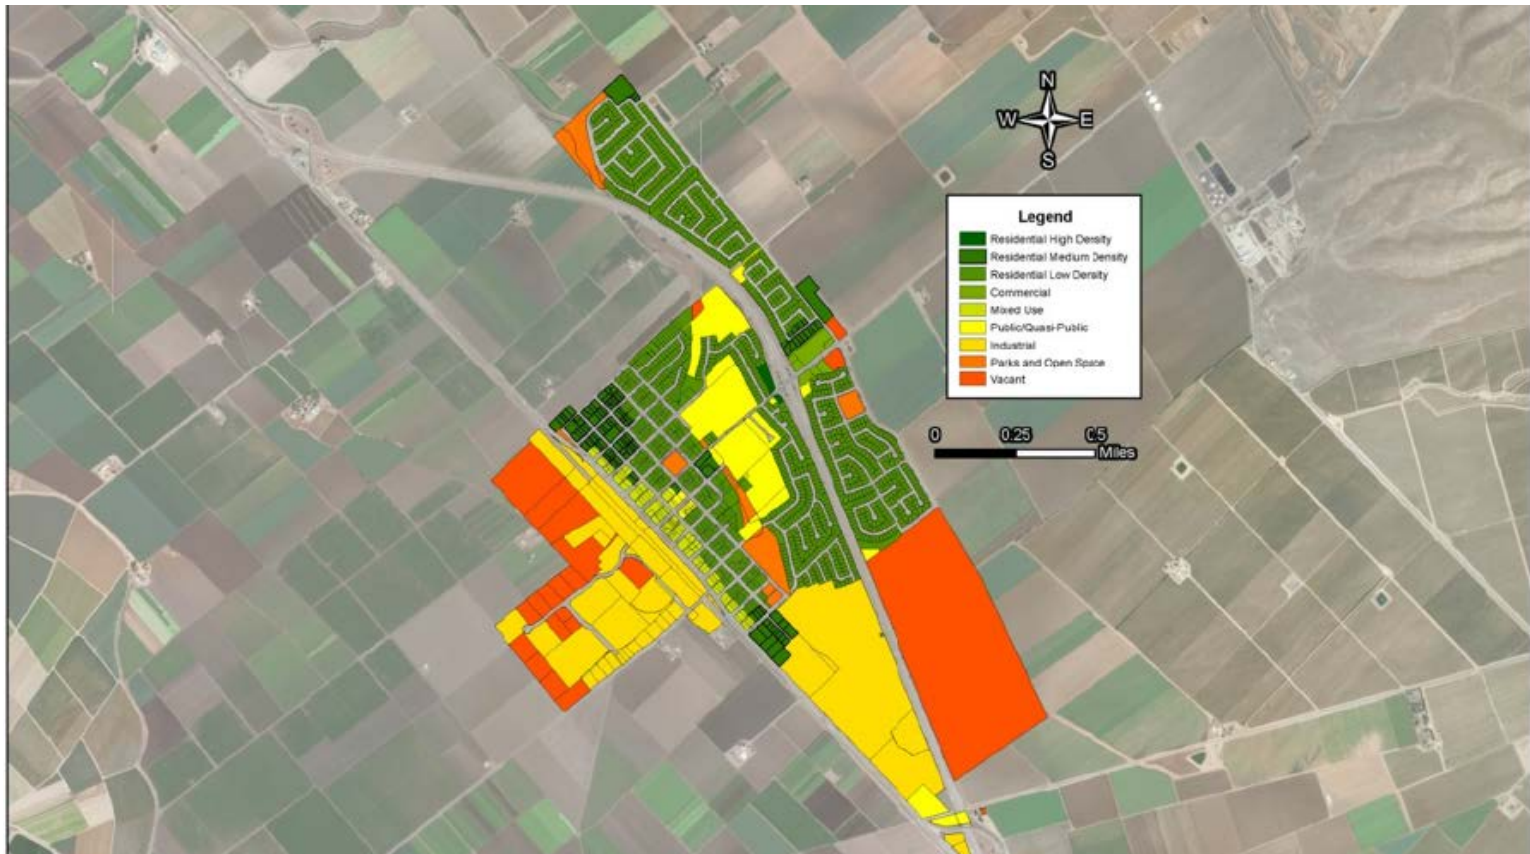 N
W E
S
Legend
Residential High Density
Residential Medium Density
Residential Low Density
Commercial
Mixed Use
Public/Quasi-Public
Industrial
Parks and Open Space
Vacant
0 0.25 0.5
Miles